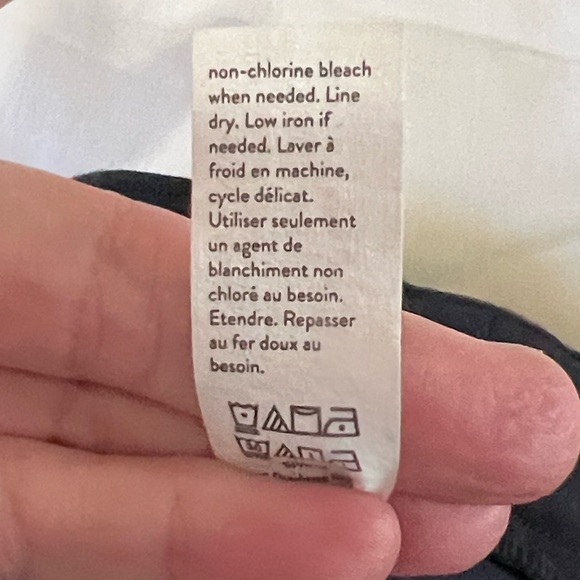 non-chlorine bleach
when needed. Line
dry. Low iron if
needed. Laver à
froid en machine,
cycle délicat.
Utiliser seulement
un agent de
blanchiment non
chloré au besoin.
Etendre. Repasser
au fer doux au
besoin.